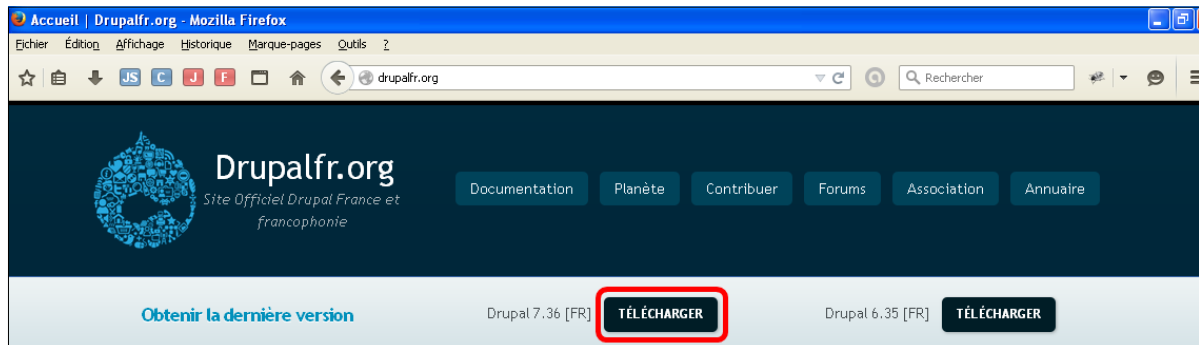 Accueil | Drupalfr.org - Mozilla Firefox
Fichier Édition Affichage Historique Marque-pages Outils ?
JS C J F drupalfr.org Rechercher
Drupalfr.org
Site Officiel Drupal France et
francophonie
Documentation Planète Contribuer Forums Association Annuaire
Obtenir la dernière version Drupal 7.36 [FR] TÉLÉCHARGER Drupal 6.35 [FR] TÉLÉCHARGER